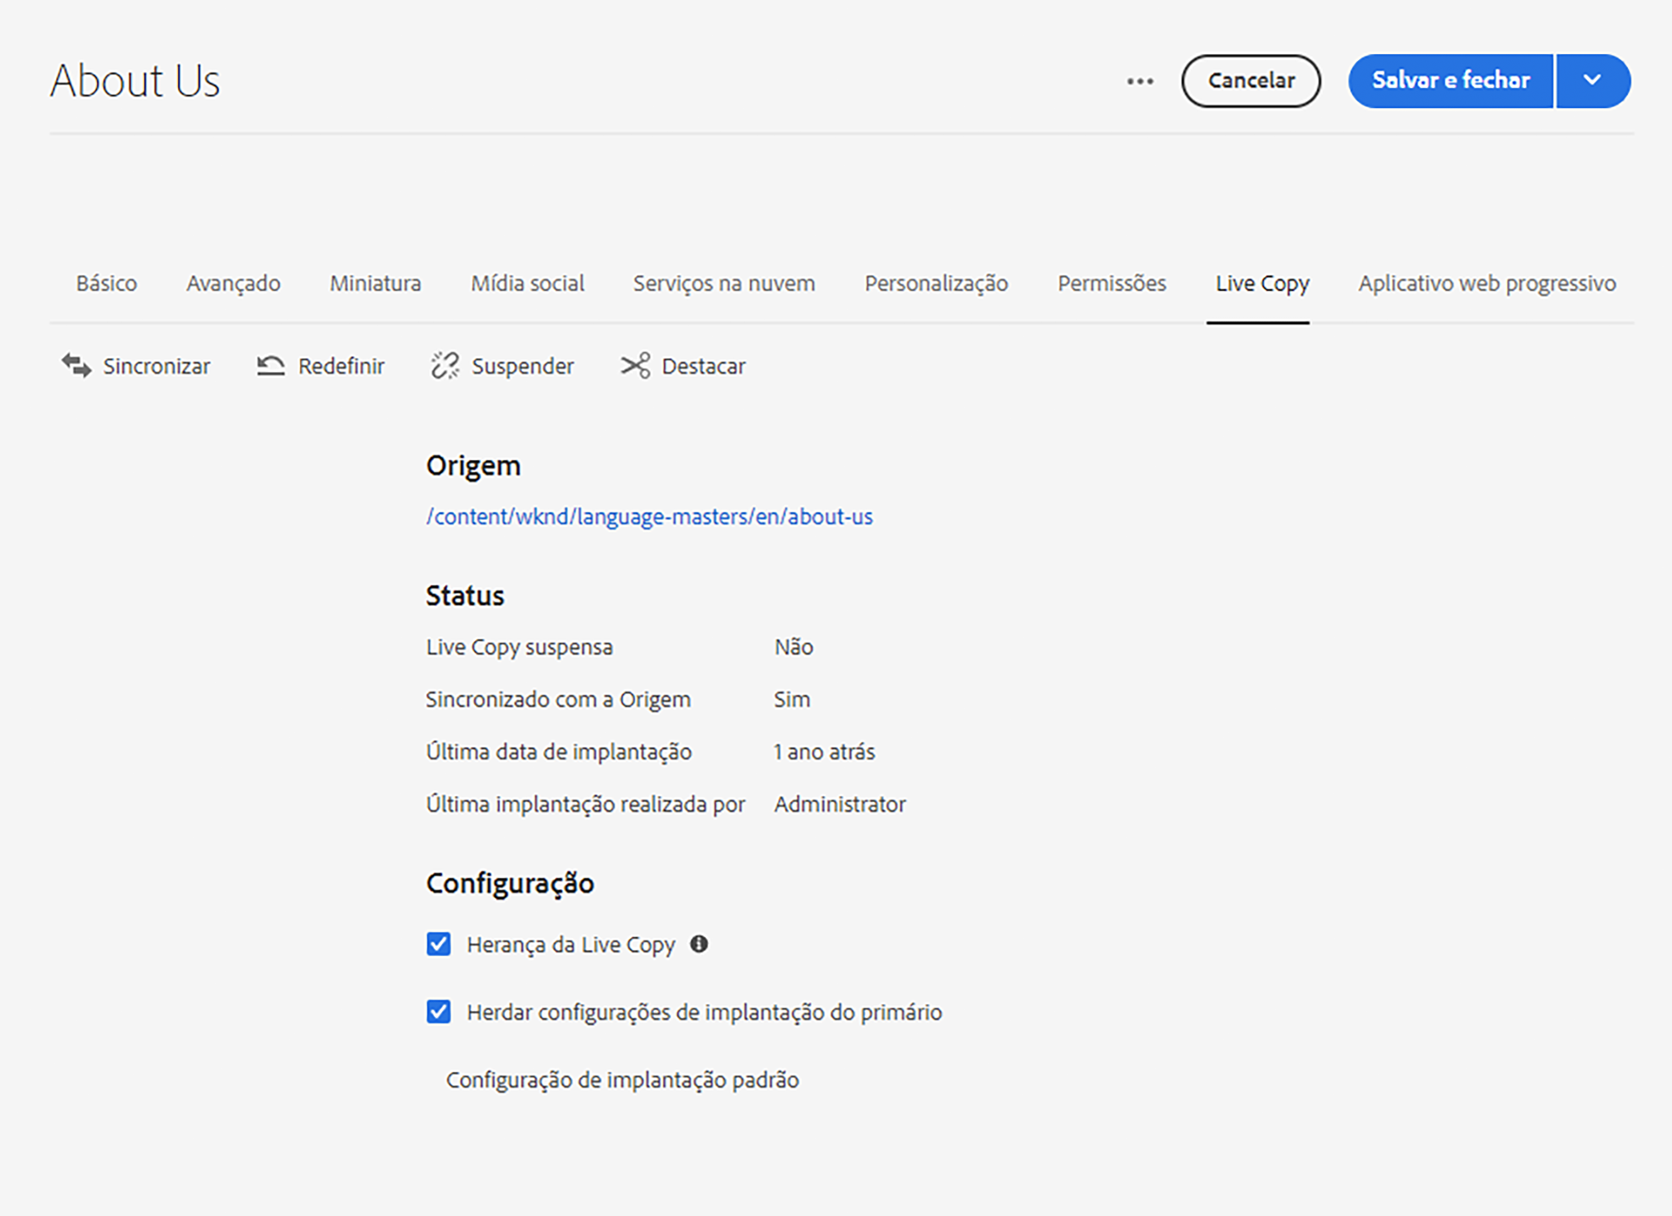 About Us
Cancelar
Salvar e fechar
Básico Avançado Miniatura Mídia social Serviços na nuvem Personalização Permissões Live Copy Aplicativo web progressivo
Sincronizar Redefinir Suspender Destacar
Origem
/content/wknd/language-masters/en/about-us
Status
Live Copy suspensa Não
Sincronizado com a Origem Sim
Última data de implantação 1 ano atrás
Última implantação realizada por Administrator
Configuração
Herança da Live Copy
Herdar configurações de implantação do primário
Configuração de implantação padrão